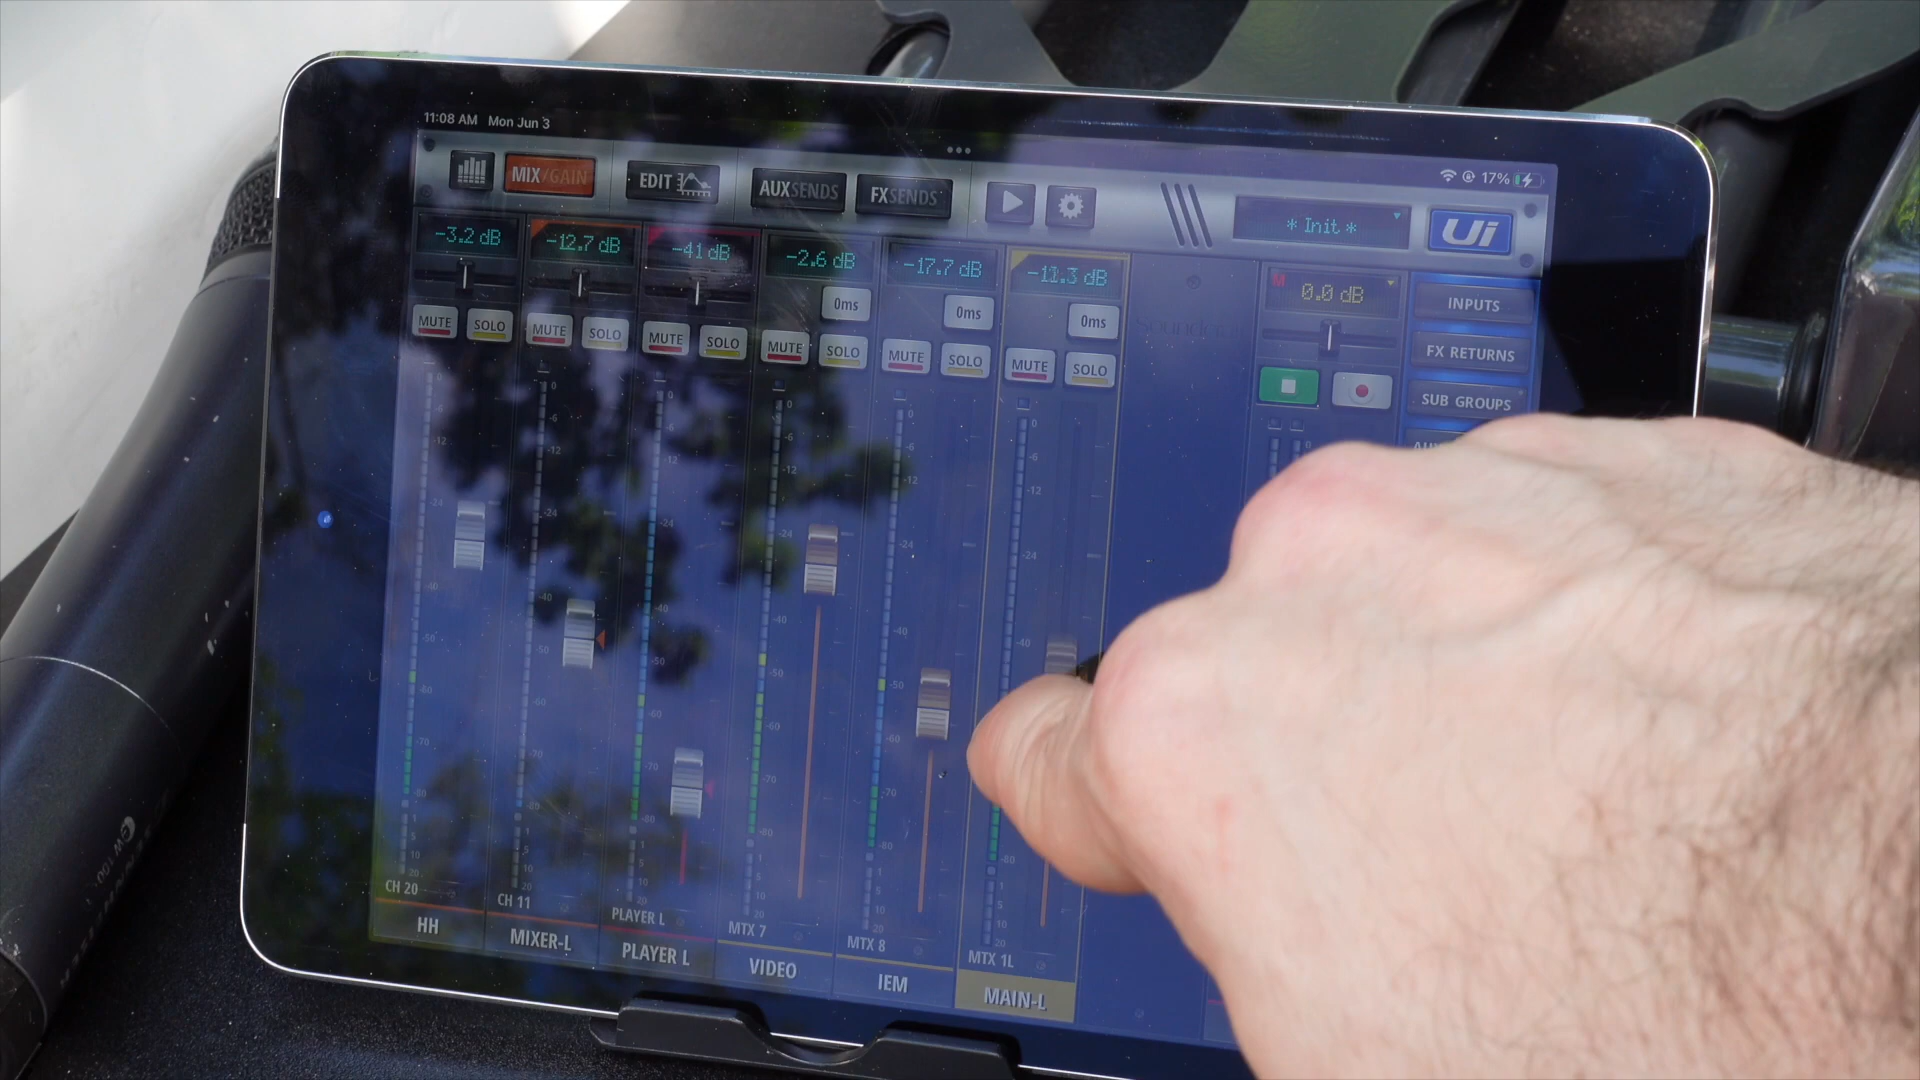 11:08 AM Mon Jun 3
17%
MIX/GAIN EDIT AUXSENDS FXSENDS
* Init * Ui
-3.2 dB -12.7 dB -41 dB -2.6 dB -17.7 dB -11.3 dB M 0.0 dB
0ms 0ms 0ms
MUTE SOLO MUTE SOLO MUTE SOLO MUTE SOLO MUTE SOLO MUTE SOLO
INPUTS
FX RETURNS
SUB GROUPS
CH 20 CH 11 PLAYER L MTX 7 MTX 8 MTX 1L
HH MIXER-L PLAYER L VIDEO IEM MAIN-L